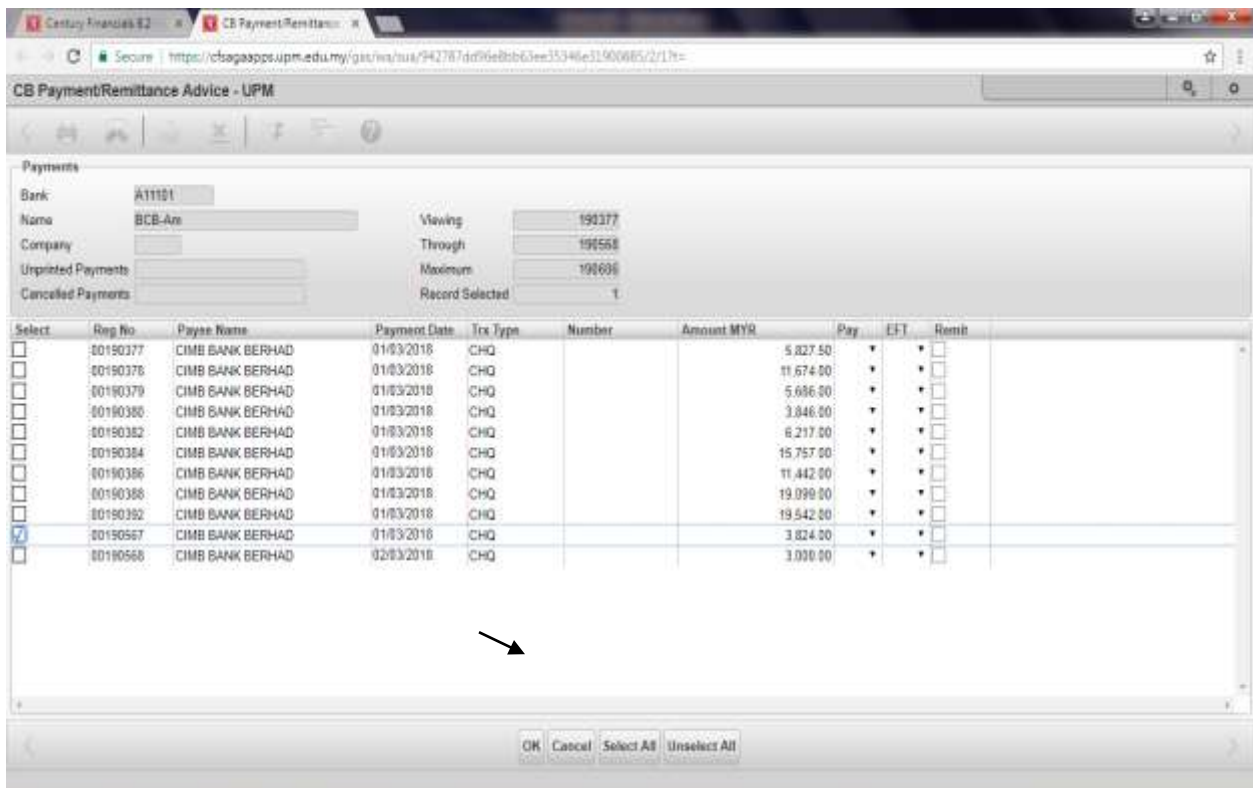 Century Financials E2
CB Payment/Remittance
Secure
CB Payment/Remittance Advice - UPM
Payments
Bank A11101
Name BCB-Am Viewing 190377
Company Through 190568
Unprinted Payments Maximum
Cancelled Payments Record Selected 1
Select Reg No Payee Name Payment Date Trx Type Number Amount MYR Pay EFT Remit
00190377 CIMB BANK BERHAD 01/03/2018 CHQ 5,827.50
00190378 CIMB BANK BERHAD 01/03/2018 CHQ 11,674.00
00190379 CIMB BANK BERHAD 01/03/2018 CHQ 5,686.00
00190380 CIMB BANK BERHAD 01/03/2018 CHQ 3,846.00
00190382 CIMB BANK BERHAD 01/03/2018 CHQ 6,217.00
00190384 CIMB BANK BERHAD 01/03/2018 CHQ 15,757.00
00190386 CIMB BANK BERHAD 01/03/2018 CHQ 11,442.00
00190388 CIMB BANK BERHAD 01/03/2018 CHQ 19,099.00
00190392 CIMB BANK BERHAD 01/03/2018 CHQ 19,542.00
00190567 CIMB BANK BERHAD 01/03/2018 CHQ 3,824.00
00190568 CIMB BANK BERHAD 02/03/2018 CHQ 3,000.00
OK Cancel Select All Unselect All